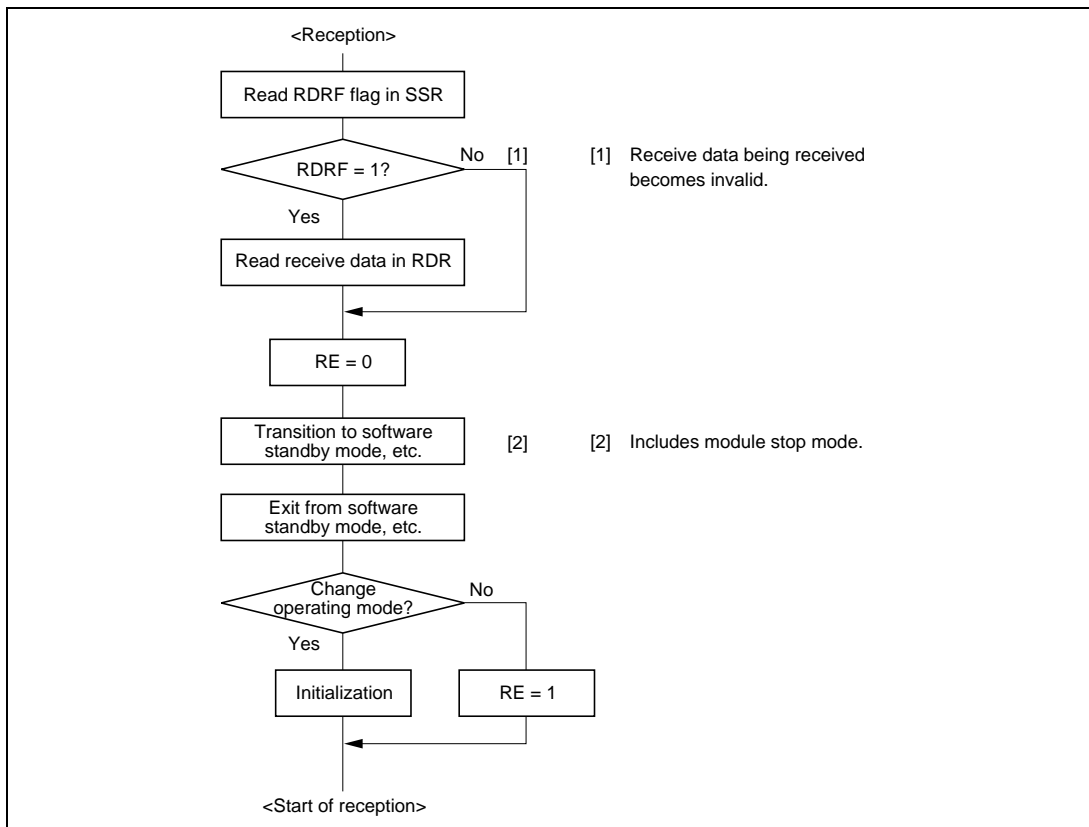 <Reception>
Read RDRF flag in SSR
RDRF = 1?
No [1]
[1] Receive data being received
becomes invalid.
Yes
Read receive data in RDR
RE = 0
Transition to software
standby mode, etc.
[2]
[2] Includes module stop mode.
Exit from software
standby mode, etc.
Change
operating mode?
No
Yes
Initialization
RE = 1
<Start of reception>